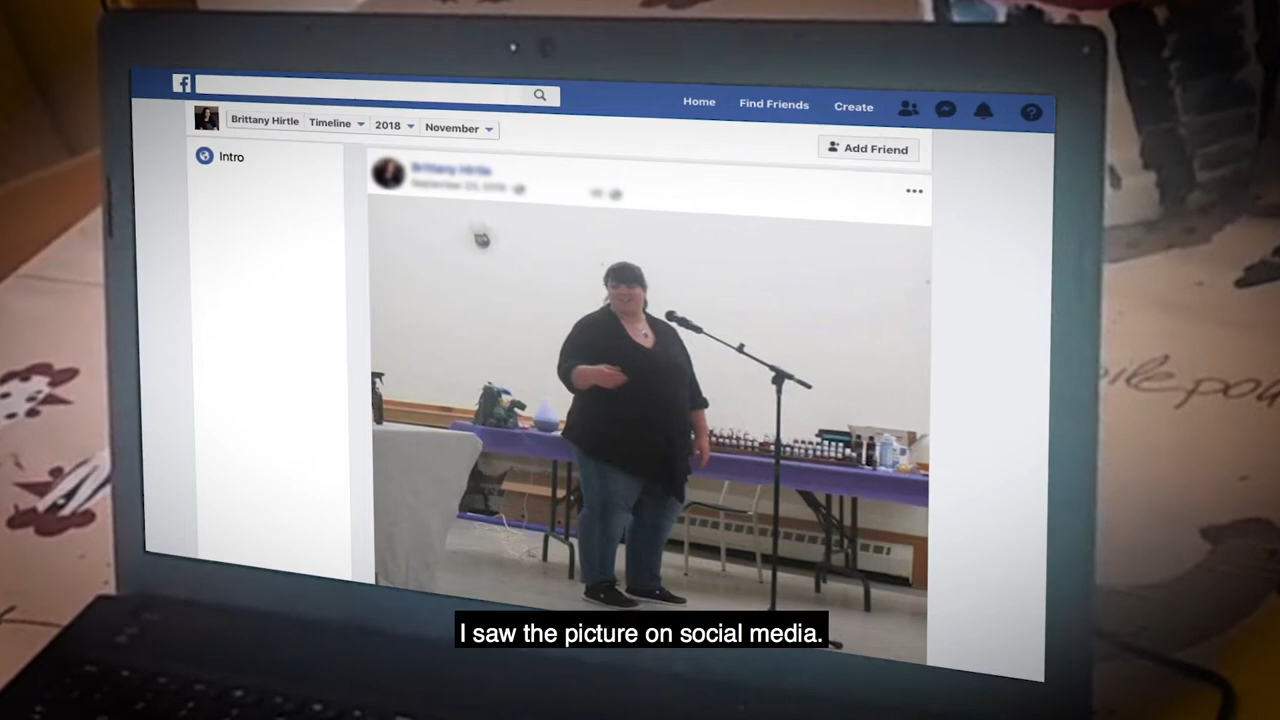 f
Home Find Friends Create
Brittany Hirtle Timeline 2018 November
Add Friend
Intro
I saw the picture on social media.